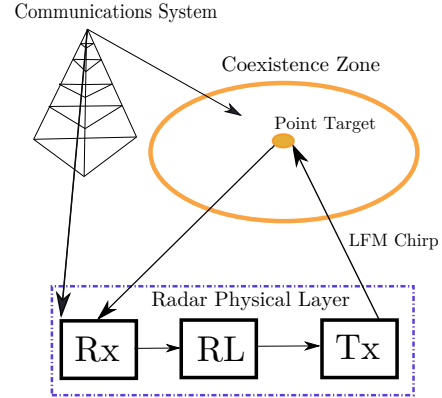 Communications System
Coexistence Zone
Point Target
LFM Chirp
Radar Physical Layer
Rx
RL
Tx